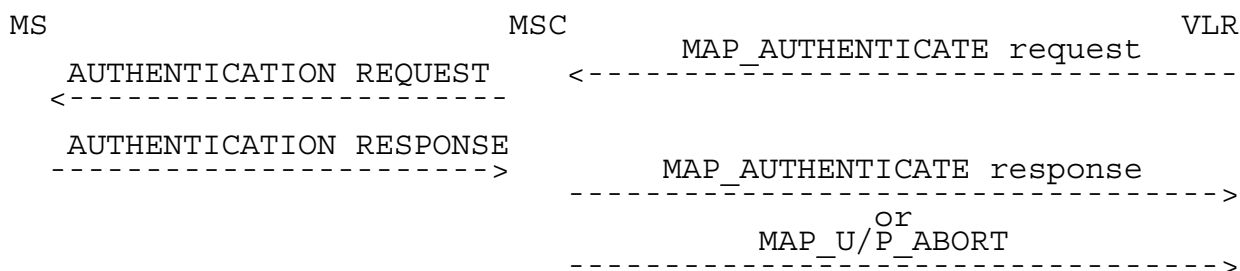 MS MSC VLR
MAP_AUTHENTICATE request
AUTHENTICATION REQUEST
<-----------------------
<----------------------------------
AUTHENTICATION RESPONSE
----------------------->
MAP_AUTHENTICATE response
---------------------------------->
or
MAP_U/P_ABORT
---------------------------------->